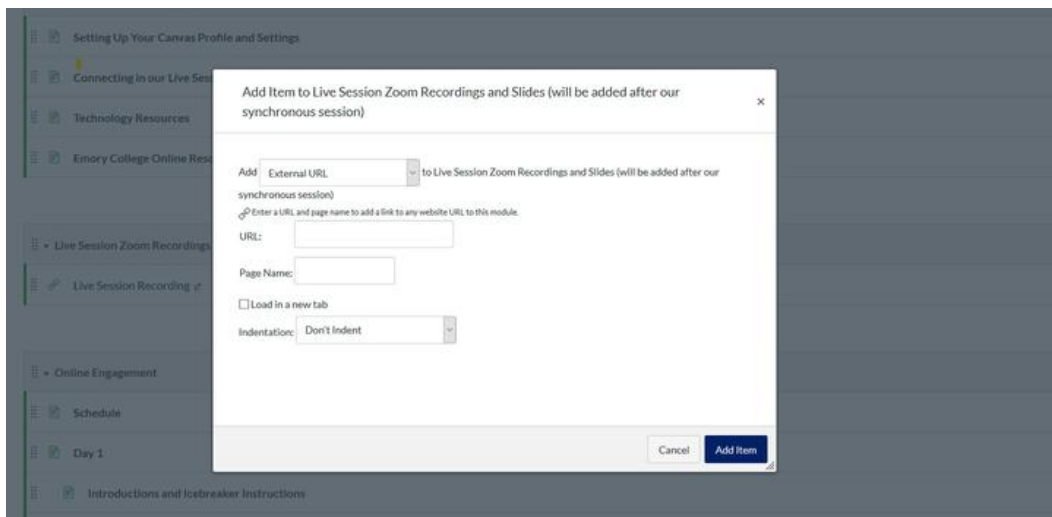 Setting Up Your Canvas Profile and Settings
Connecting in our Live Sess
Technology Resources
Emory College Online Reso
Add Item to Live Session Zoom Recordings and Slides (will be added after our
synchronous session)
×
Add External URL to Live Session Zoom Recordings and Slides (will be added after our
synchronous session)
Enter a URL and page name to add a link to any website URL to this module.
URL:
Page Name:
Load in a new tab
Indentation: Don't Indent
Cancel Add Item
Live Session Zoom Recordings
Live Session Recording
Online Engagement
Schedule
Day 1
Introductions and Icebreaker Instructions